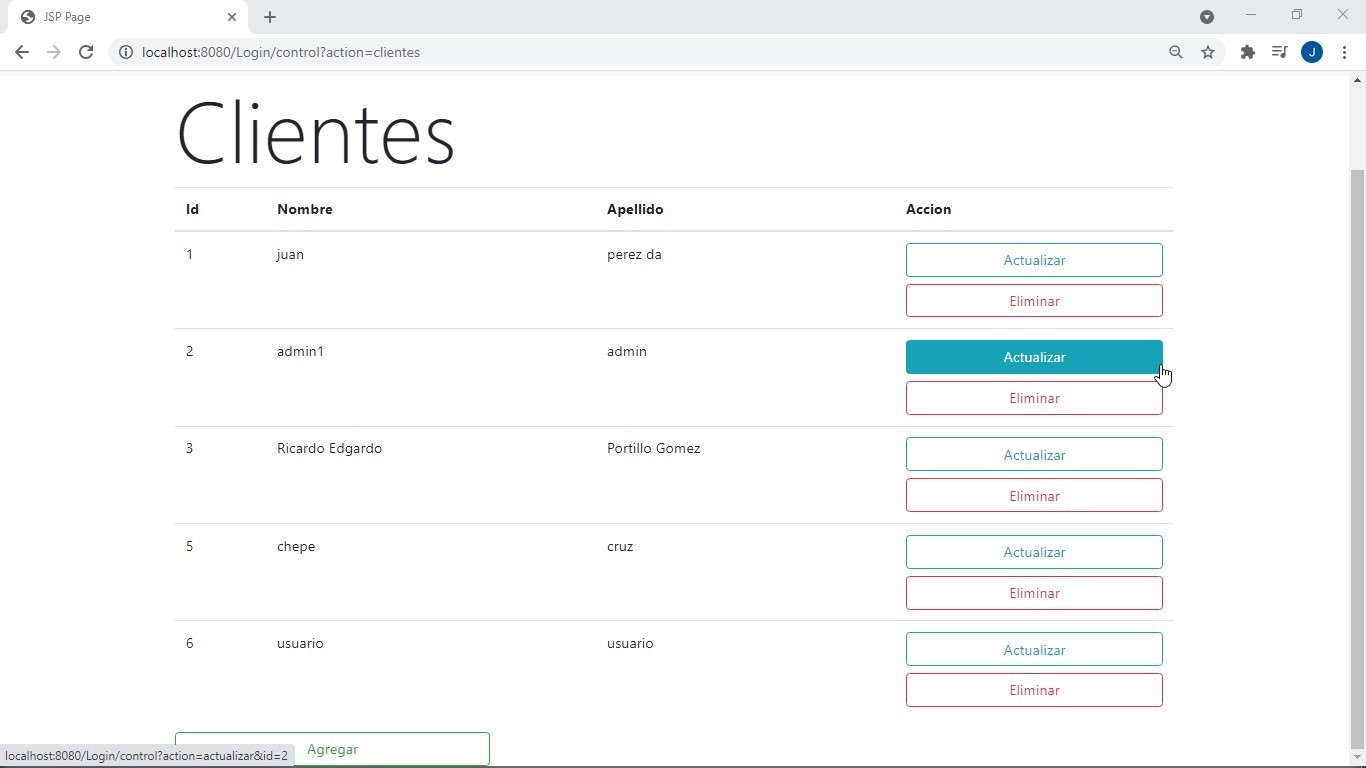 JSP Page
localhost:8080/Login/control?action=clientes
J
Clientes
Id Nombre Apellido Accion
1 juan perez da Actualizar
Eliminar
2 admin1 admin Actualizar
Eliminar
3 Ricardo Edgardo Portillo Gomez Actualizar
Eliminar
5 chepe cruz Actualizar
Eliminar
6 usuario usuario Actualizar
Eliminar
Agregar
localhost:8080/Login/control?action=actualizar&id=2